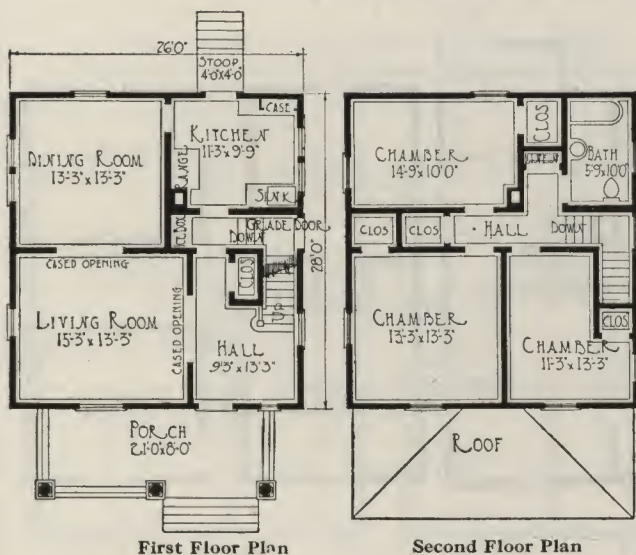 26'0"
STOOP
4'-0"X4'-0"
CASE
KITCHEN
11'-3"x9'-9"
RANGE
SINK
DINING ROOM
13'-3"x13'-3"
GRADE DOOR
DOWN
28'-0"
CASED OPENING
CASED OPENING
CLOS
UP
LIVING ROOM
15'-3"x13'-3"
HALL
9'3"x13'3"
PORCH
21'-0"x8'-0"
First Floor Plan
CLOS
CHAMBER
14'-9"x10'0"
BATH
5'-9"x10'0"
CLOS
CLOS
HALL
DOWN
CHAMBER
13'-3"x13'-3"
CLOS
CHAMBER
11'-3"x13'-3"
ROOF
Second Floor Plan